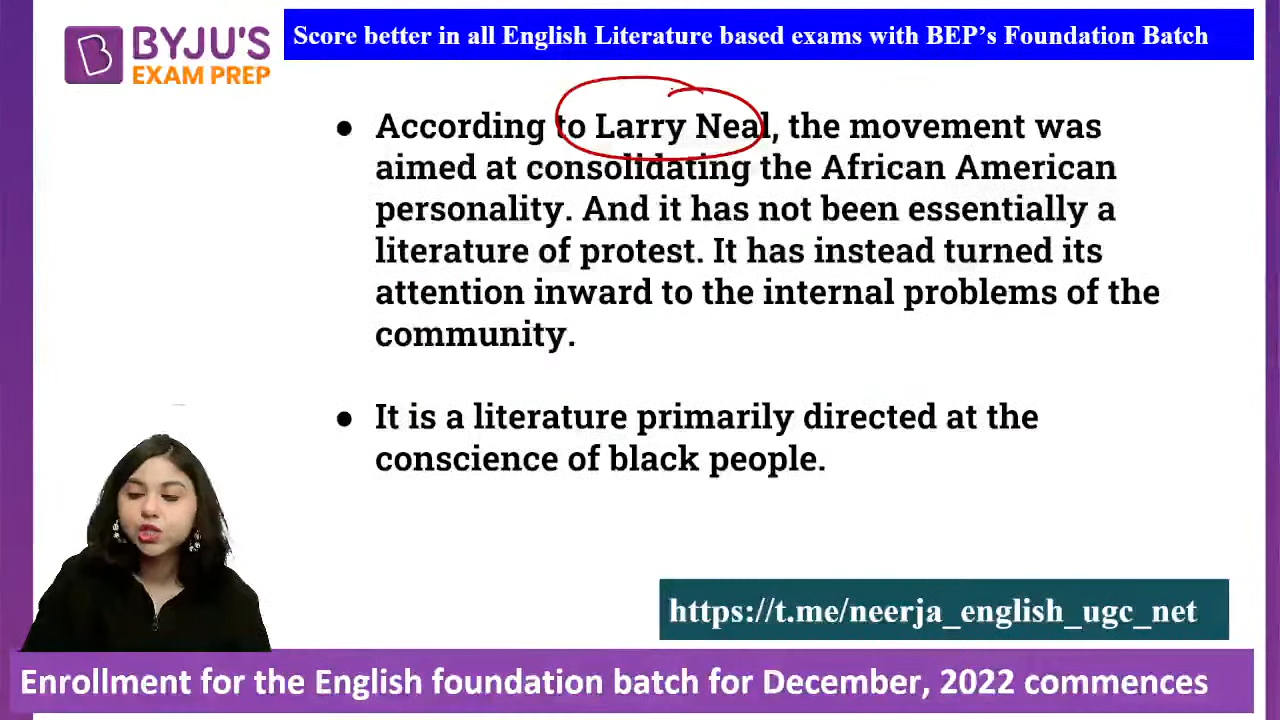 BYJU'S
EXAM PREP
Score better in all English Literature based exams with BEP's Foundation Batch
● According to Larry Neal, the movement was
aimed at consolidating the African American
personality. And it has not been essentially a
literature of protest. It has instead turned its
attention inward to the internal problems of the
community.
● It is a literature primarily directed at the
conscience of black people.
https://t.me/neerja_english_ugc_net
Enrollment for the English foundation batch for December, 2022 commences